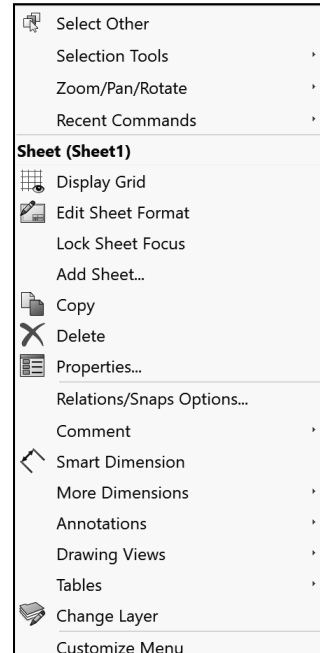 Select Other
Selection Tools
Zoom/Pan/Rotate
Recent Commands
Sheet (Sheet1)
Display Grid
Edit Sheet Format
Lock Sheet Focus
Add Sheet...
Copy
Delete
Properties...
Relations/Snaps Options...
Comment
Smart Dimension
More Dimensions
Annotations
Drawing Views
Tables
Change Layer
Customize Menu